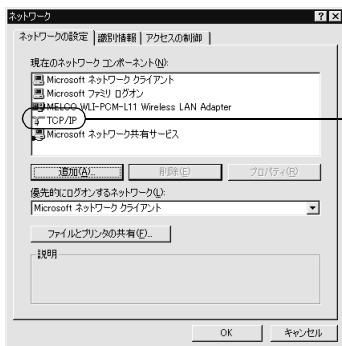 ネットワーク
ネットワークの設定 識別情報 アクセスの制御
現在のネットワーク コンポーネント(N):
Microsoft ネットワーク クライアント
Microsoft ファミリ ログオン
MELCO WLI-PCM-L11 Wireless LAN Adapter
TCP/IP
Microsoft ネットワーク共有サービス
追加(A)... 削除(E) プロパティ(R)
優先的にログオンするネットワーク(L):
Microsoft ネットワーク クライアント
ファイルとプリンタの共有(F)...
説明
OK キャンセル